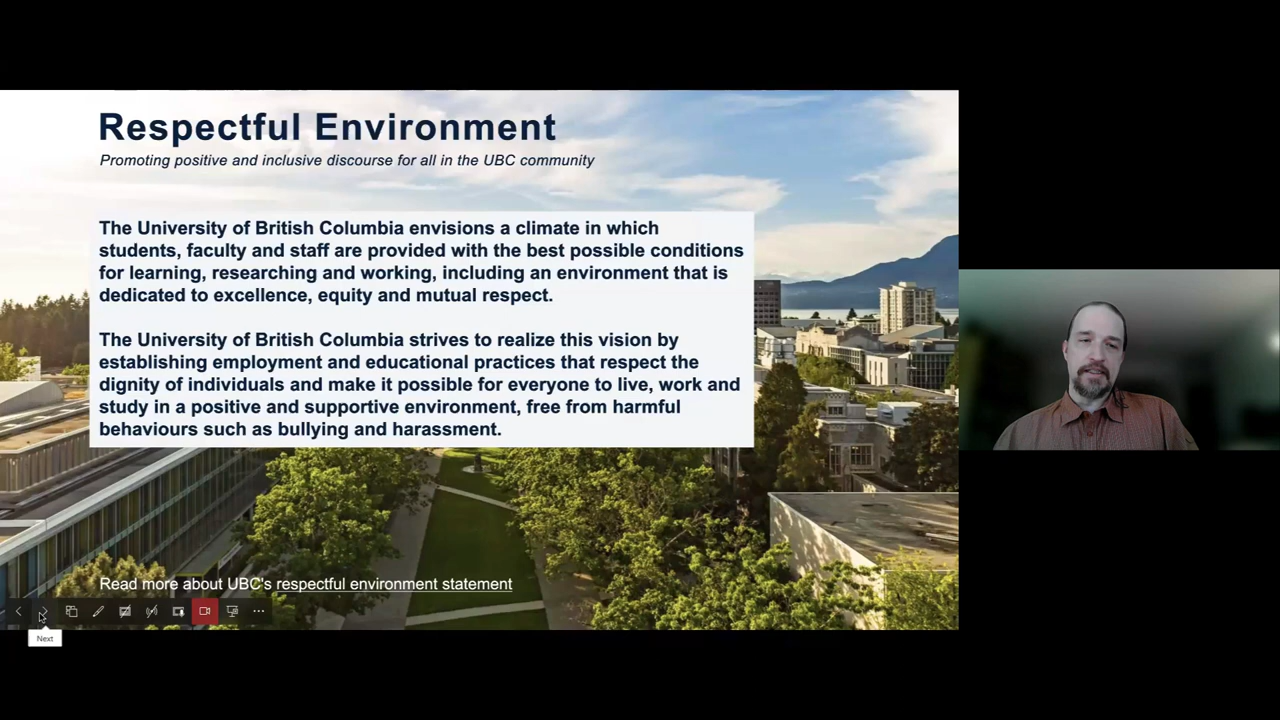 Respectful Environment
Promoting positive and inclusive discourse for all in the UBC community
The University of British Columbia envisions a climate in which
students, faculty and staff are provided with the best possible conditions
for learning, researching and working, including an environment that is
dedicated to excellence, equity and mutual respect.
The University of British Columbia strives to realize this vision by
establishing employment and educational practices that respect the
dignity of individuals and make it possible for everyone to live, work and
study in a positive and supportive environment, free from harmful
behaviours such as bullying and harassment.
Read more about UBC's respectful environment statement
Next